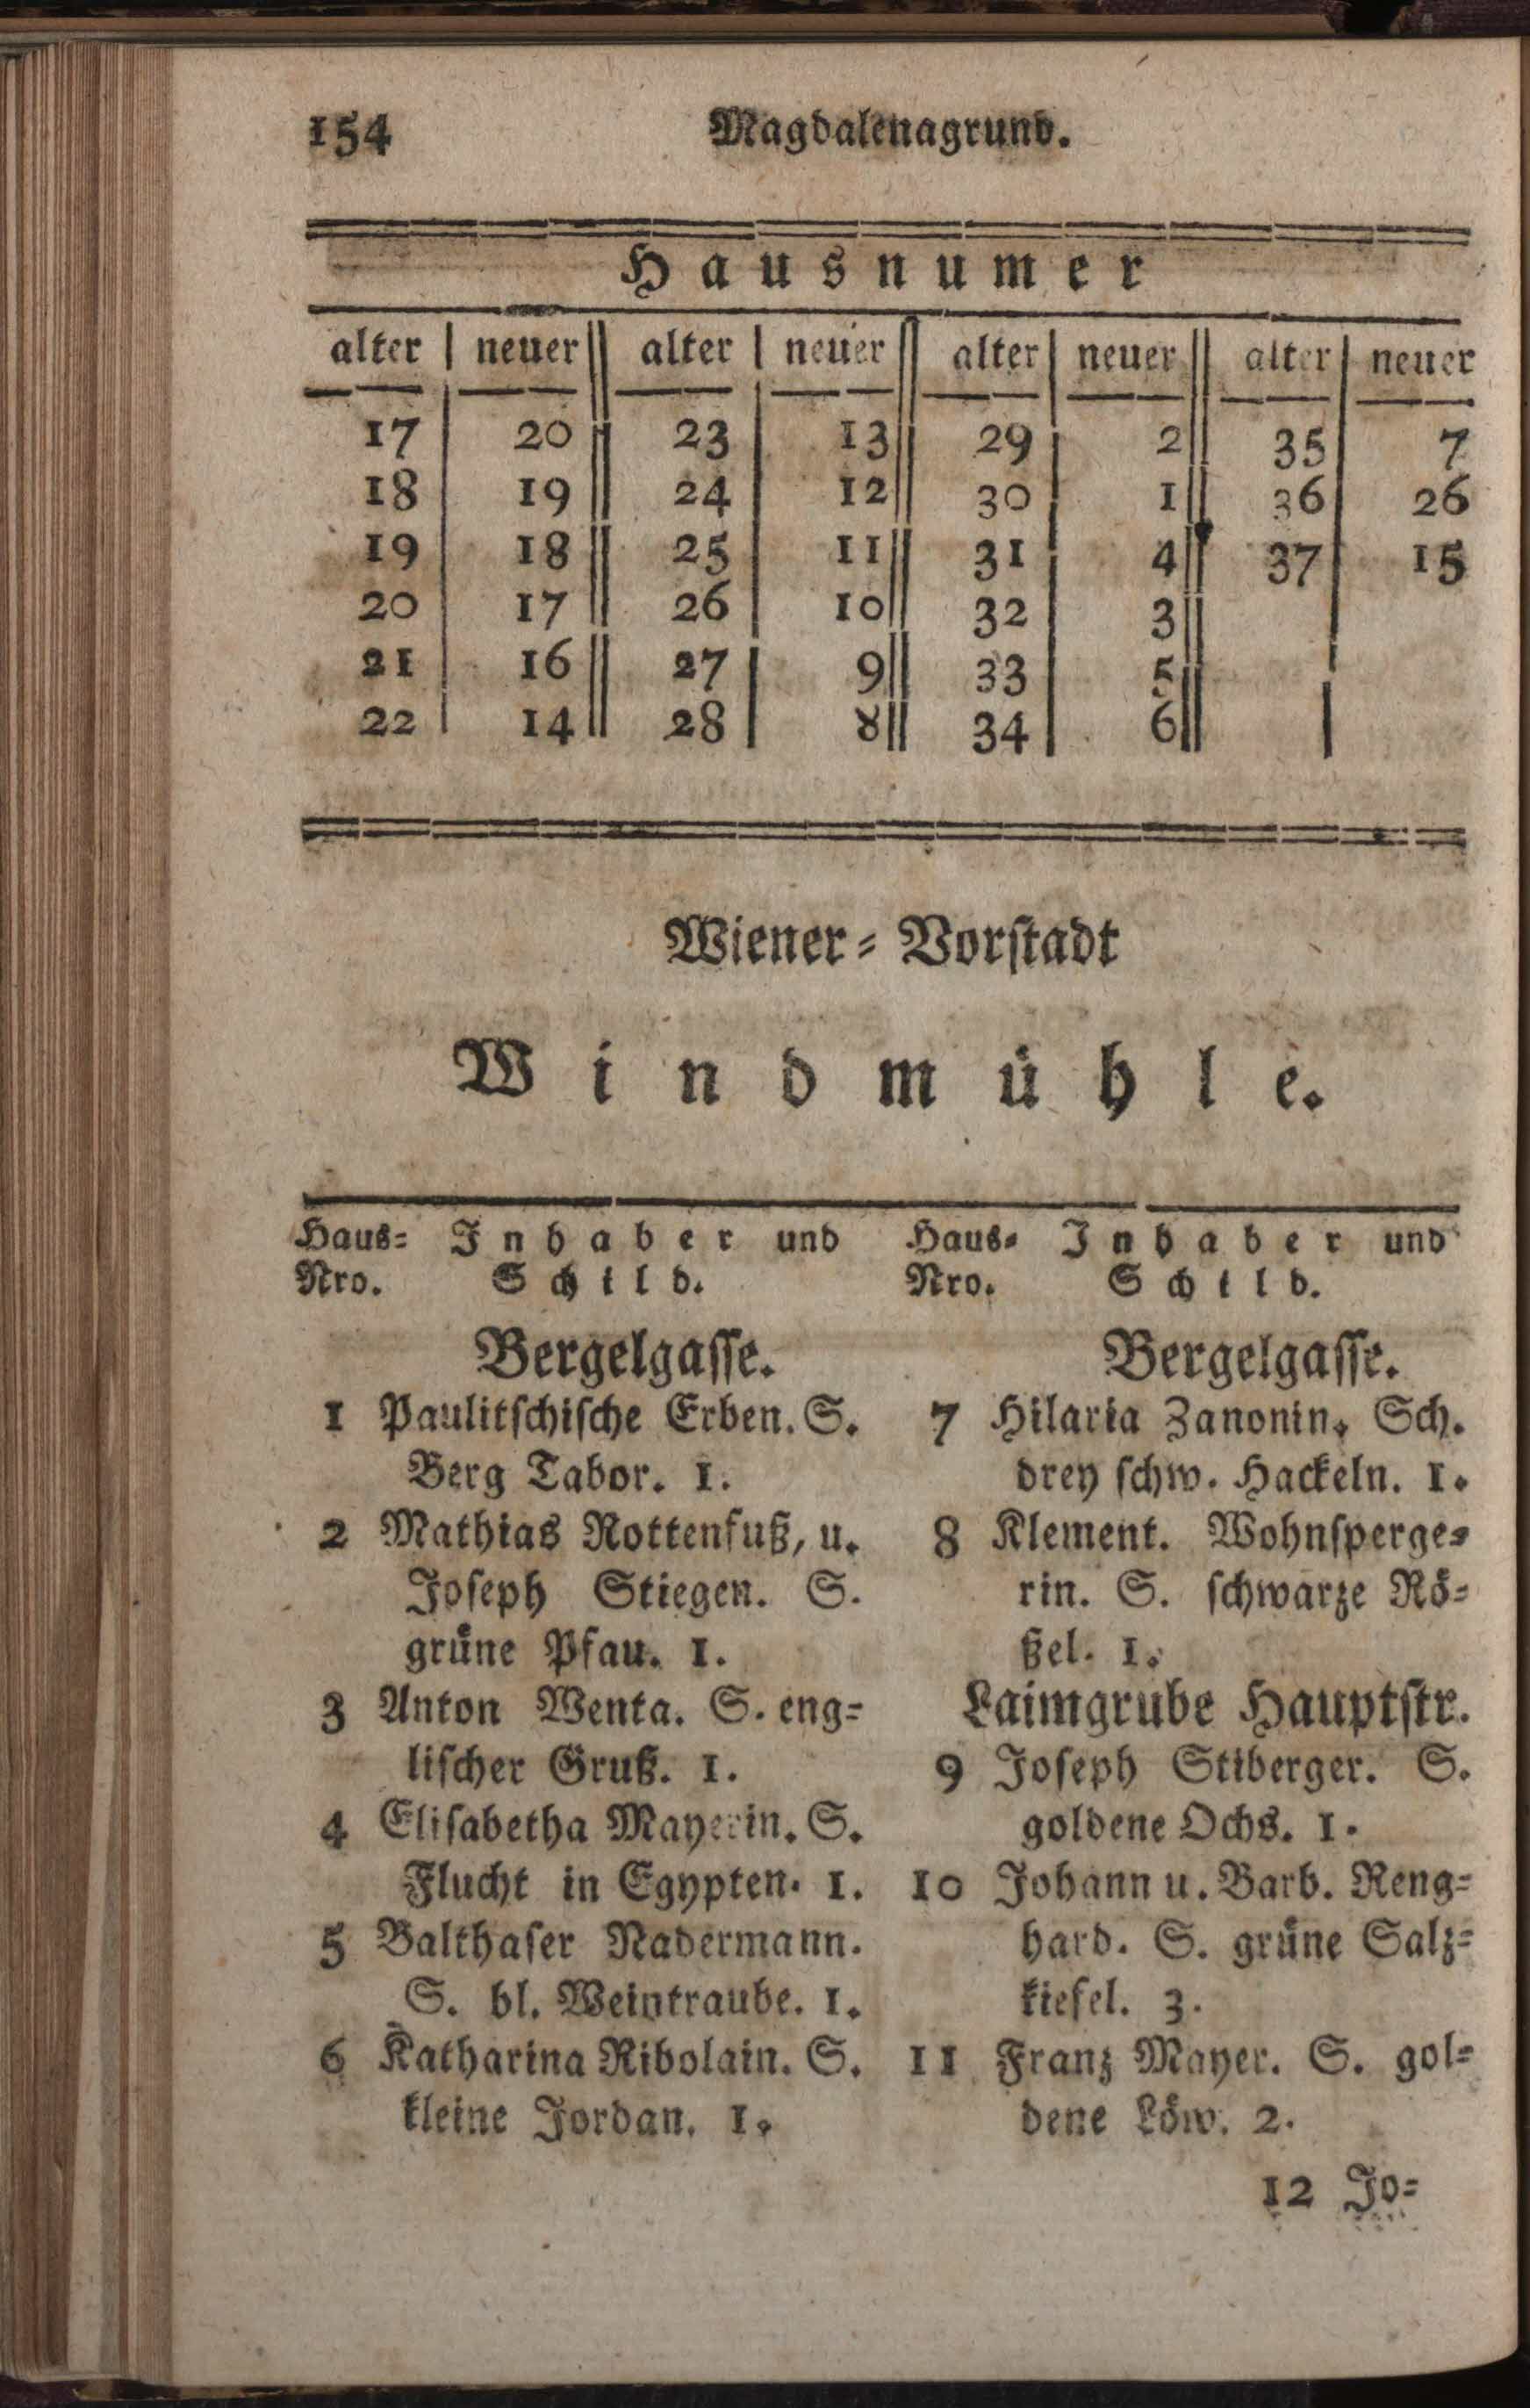 154 Magdalenagrund.
Hausnumer
alter neuer alter neuer alter neuer alter neuer
17 20 23 13 29 2 35 7
18 19 24 12 30 1 36 26
19 18 25 11 31 4 37 15
20 17 26 10 32 3
21 16 27 9 33 5
22 14 28 8 34 6
Wiener-Vorstadt
Windmühle.
Haus- Inhaber und
Nro. Schild.
Bergelgasse.
1 Paulitschische Erben. S.
Berg Tabor. 1.
2 Mathias Rottenfuß, u.
Joseph Stiegen. S.
grüne Pfau. 1.
3 Anton Wenta. S. eng-
lischer Gruß. 1.
4 Elisabetha Mayerin. S.
Flucht in Egypten. 1.
5 Balthaser Nadermann.
S. bl. Weintraube. 1.
6 Katharina Ribolain. S.
kleine Jordan. 1.
Haus- Inhaber und
Nro. Schild.
Bergelgasse.
7 Hilaria Zanonin. Sch.
drey schw. Hackeln. 1.
8 Klement. Wohnsperge-
rin. S. schwarze Rö-
ßel. 1.
Laimgrube Hauptstr.
9 Joseph Stiberger. S.
goldene Ochs. 1.
10 Johann u. Barb. Reng-
hard. S. grüne Salz-
kiefel. 3.
11 Franz Mayer. S. gol-
dene Löw. 2.
12 Jo-